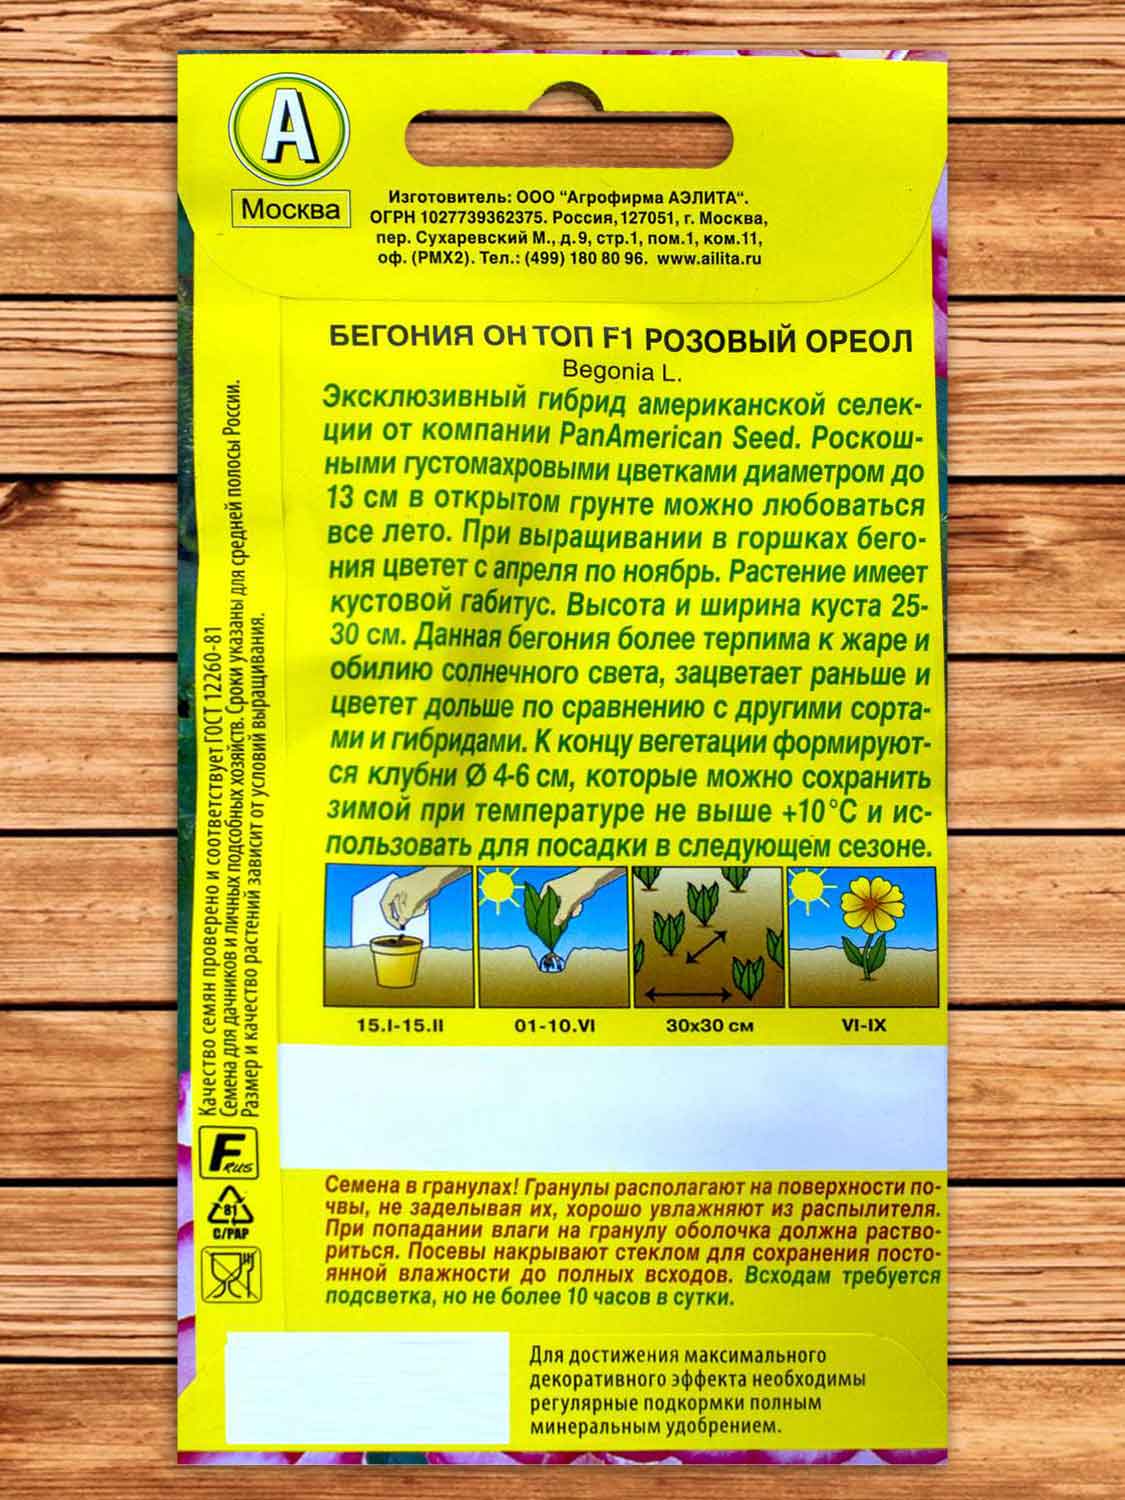 А
Москва
Изготовитель: ООО "Агрофирма АЭЛИТА".
ОГРН 1027739362375. Россия, 127051, г. Москва,
пер. Сухаревский М., д.9, стр.1, пом.1, ком.11,
оф. (РМХ2). Тел.: (499) 180 80 96. www.ailita.ru
БЕГОНИЯ ОН ТОП F1 РОЗОВЫЙ ОРЕОЛ
Begonia L.
Эксклюзивный гибрид американской селек-
ции от компании PanAmerican Seed. Роскош-
ными густомахровыми цветками диаметром до
13 см в открытом грунте можно любоваться
все лето. При выращивании в горшках бего-
ния цветет с апреля по ноябрь. Растение имеет
кустовой габитус. Высота и ширина куста 25-
30 см. Данная бегония более терпима к жаре и
обилию солнечного света, зацветает раньше и
цветет дольше по сравнению с другими сорта-
ми и гибридами. К концу вегетации формируют-
ся клубни Ø 4-6 см, которые можно сохранить
зимой при температуре не выше +10°С и ис-
пользовать для посадки в следующем сезоне.
15.I-15.II
01-10.VI
30х30 см
VI-IX
Качество семян проверено и соответствует ГОСТ 12260-81
Семена для дачников и личных подсобных хозяйств. Сроки указаны для средней полосы России.
Размер и качество растений зависит от условий выращивания.
F RUS
81
C/PAP
Семена в гранулах! Гранулы располагают на поверхности по-
чвы, не заделывая их, хорошо увлажняют из распылителя.
При попадании влаги на гранулу оболочка должна раство-
риться. Посевы накрывают стеклом для сохранения посто-
янной влажности до полных всходов. Всходам требуется
подсветка, но не более 10 часов в сутки.
Для достижения максимального
декоративного эффекта необходимы
регулярные подкормки полным
минеральным удобрением.